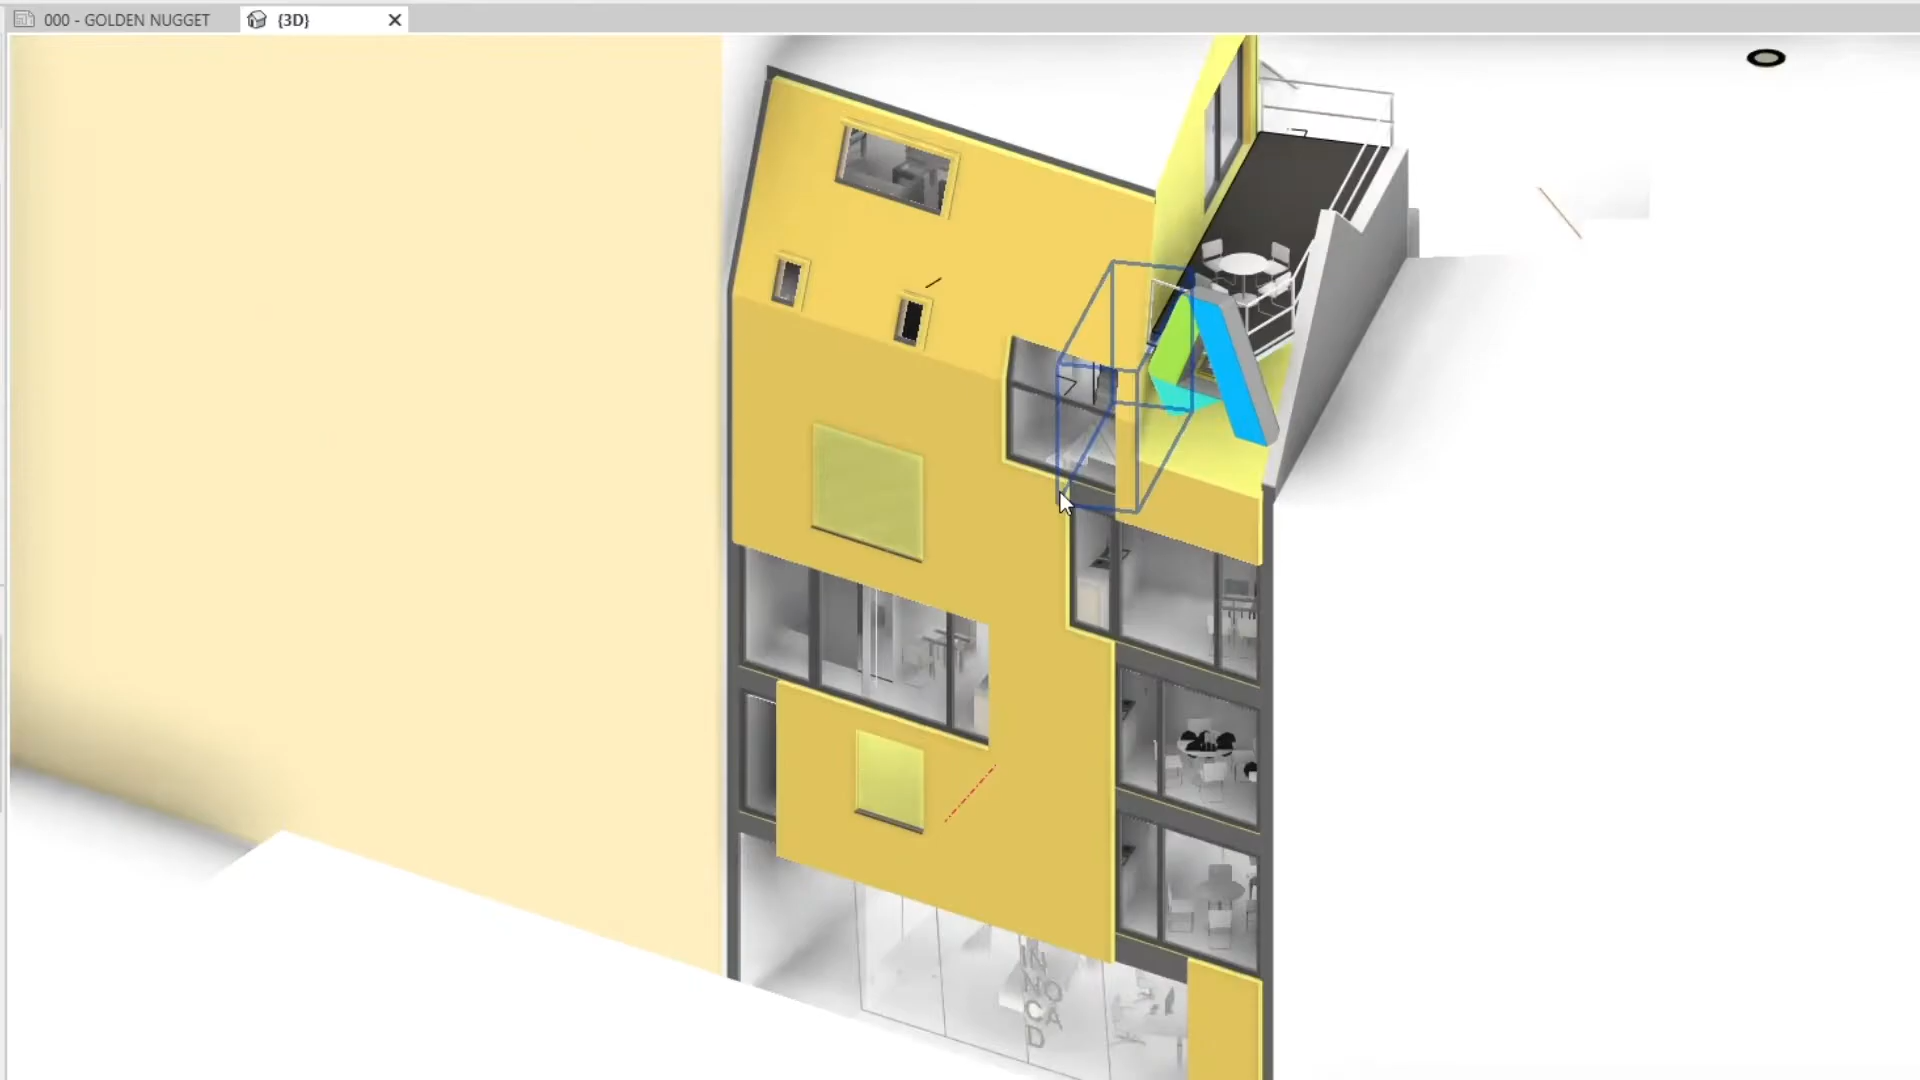 000 - GOLDEN NUGGET
{3D}
IN
NO
CA
D